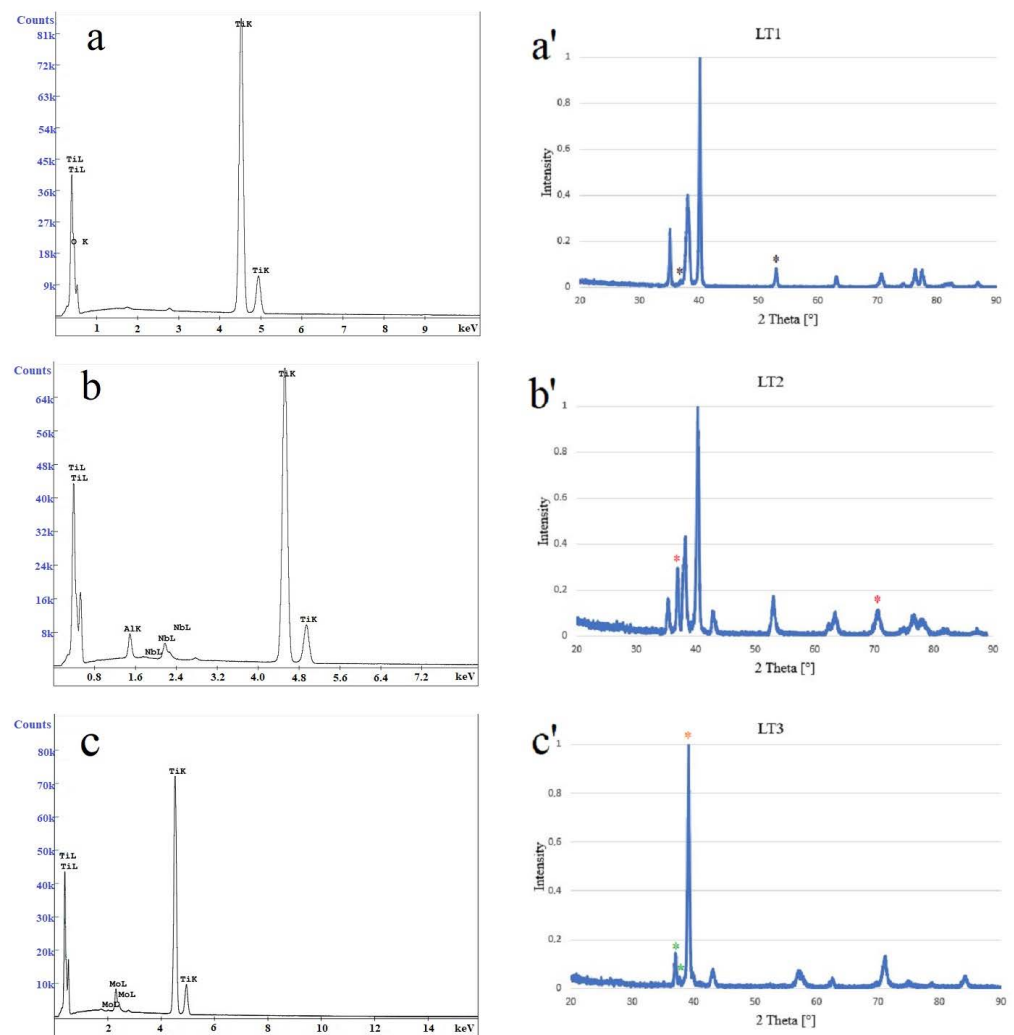 a
Counts
81k
72k
63k
54k
45k
36k
27k
18k
9k
TiK
TiL
TiL
O K
TiK
1 2 3 4 5 6 7 8 9 keV
a'
LT1
Intensity
1
0.8
0.6
0.4
0.2
0
*
*
20 30 40 50 60 70 80 90
2 Theta [°]
b
Counts
64k
56k
48k
40k
32k
24k
16k
8k
TiK
TiL
TiL
AlK
NbL
NbL
NbL
TiK
0.8 1.6 2.4 3.2 4.0 4.8 5.6 6.4 7.2 keV
b'
LT2
Intensity
1
0.8
0.6
0.4
0.2
0
*
*
20 30 40 50 60 70 80 90
2 Theta [°]
c
Counts
80k
70k
60k
50k
40k
30k
20k
10k
TiK
TiL
TiL
MoL
MoL
MoL
TiK
2 4 6 8 10 12 14 keV
c'
LT3
Intensity
1
0,8
0,6
0,4
0,2
0
*
*
*
20 30 40 50 60 70 80 90
2 Theta [°]